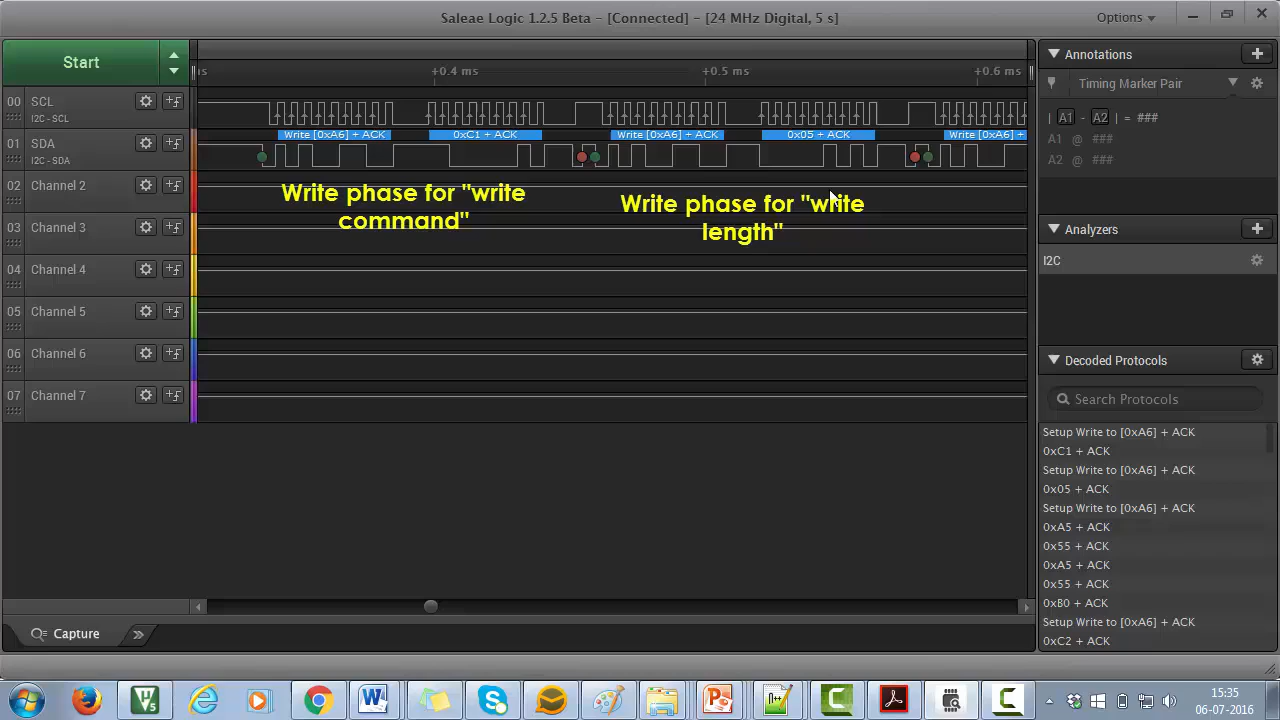 Saleae Logic 1.2.5 Beta - [Connected] - [24 MHz Digital, 5 s]
Options
Start
+0.4 ms
+0.5 ms
+0.6 ms
Annotations
Timing Marker Pair
| A1 - A2 | = ###
A1 @ ###
A2 @ ###
00 SCL
I2C - SCL
01 SDA
I2C - SDA
Write [0xA6] + ACK
0xC1 + ACK
Write [0xA6] + ACK
0x05 + ACK
Write [0xA6] +
02 Channel 2
Write phase for "write
command"
Write phase for "write
length"
03 Channel 3
04 Channel 4
05 Channel 5
06 Channel 6
07 Channel 7
Analyzers
I2C
Decoded Protocols
Search Protocols
Setup Write to [0xA6] + ACK
0xC1 + ACK
Setup Write to [0xA6] + ACK
0x05 + ACK
Setup Write to [0xA6] + ACK
0xA5 + ACK
0x55 + ACK
0xA5 + ACK
0x55 + ACK
0xB0 + ACK
Setup Write to [0xA6] + ACK
0xC2 + ACK
Capture
15:35
06-07-2016